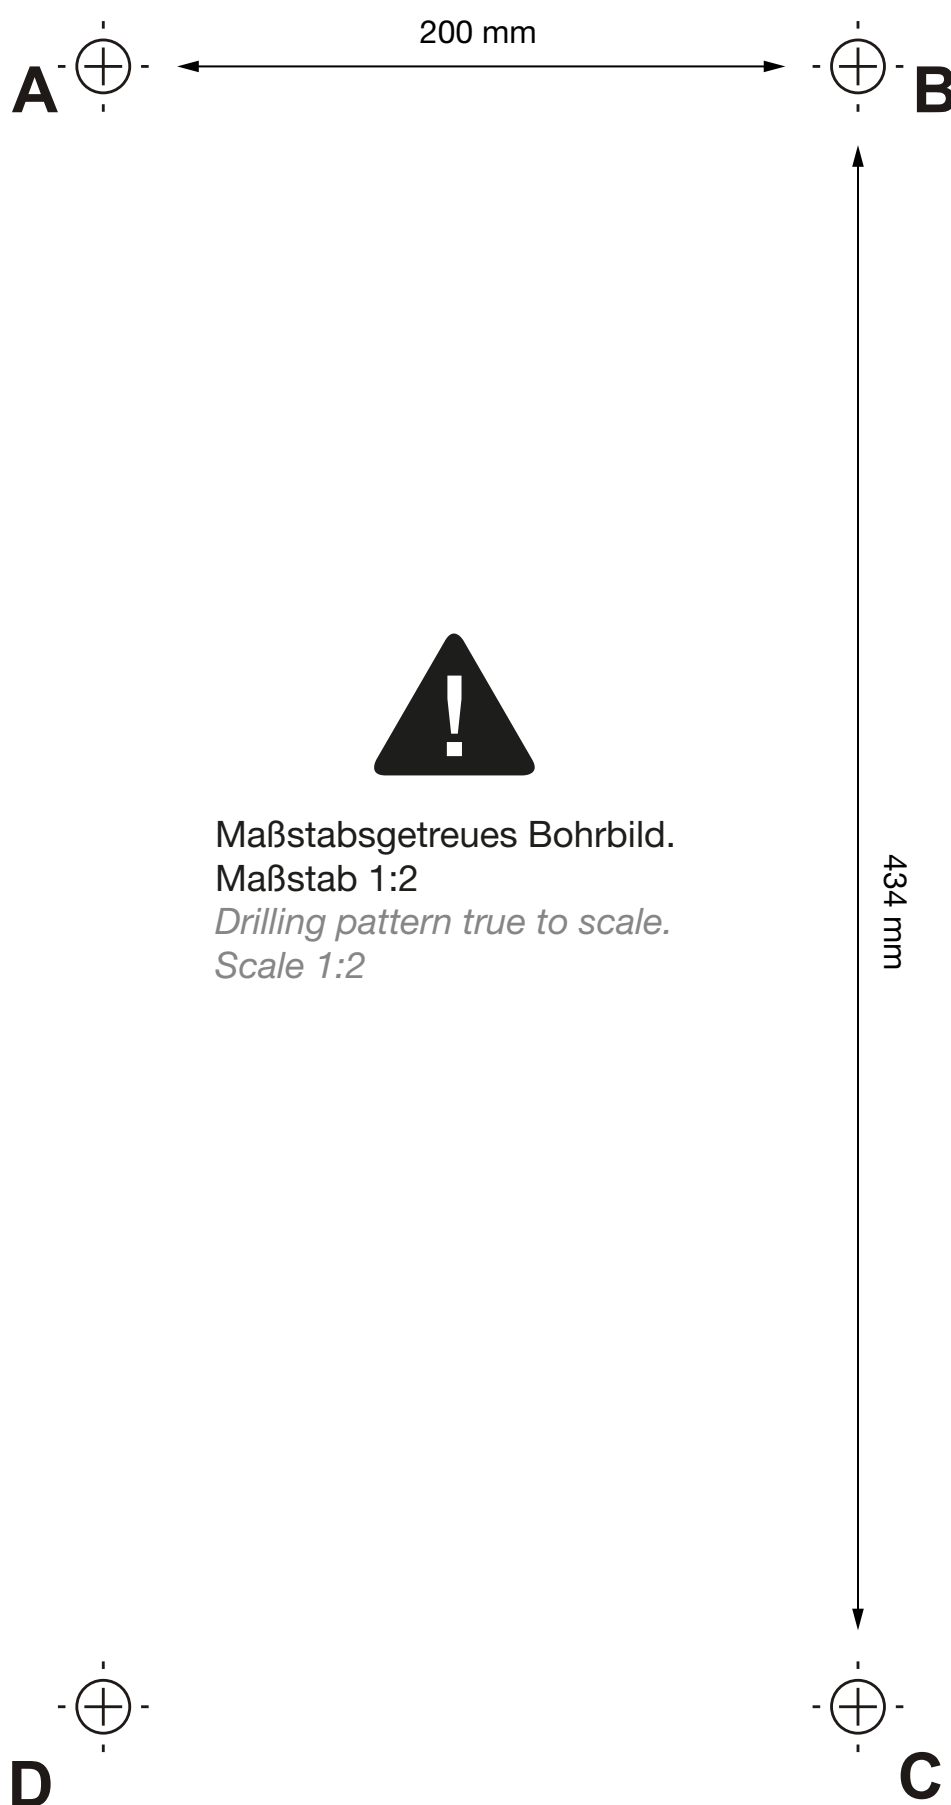 200 mm
A
B
!
Maßstabsgetreues Bohrbild.
Maßstab 1:2
Drilling pattern true to scale.
Scale 1:2
434 mm
D
C